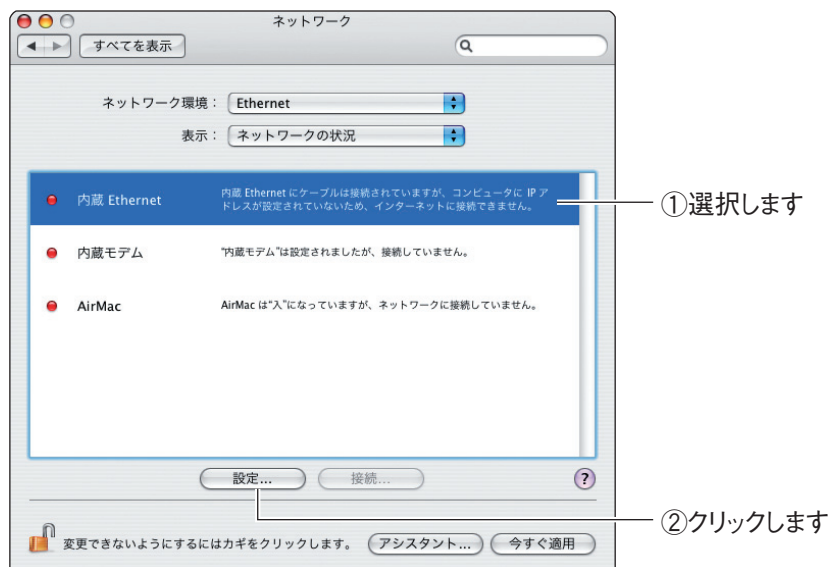 ネットワーク
すべてを表示
ネットワーク環境： Ethernet
表示： ネットワークの状況
内蔵 Ethernet
内蔵 Ethernet にケーブルは接続されていますが、コンピュータに IP ア
ドレスが設定されていないため、インターネットに接続できません。
①選択します
内蔵モデム
“内蔵モデム”は設定されましたが、接続していません。
AirMac
AirMac は“入”になっていますが、ネットワークに接続していません。
設定... 接続... ?
②クリックします
変更できないようにするにはカギをクリックします。 アシスタント... 今すぐ適用